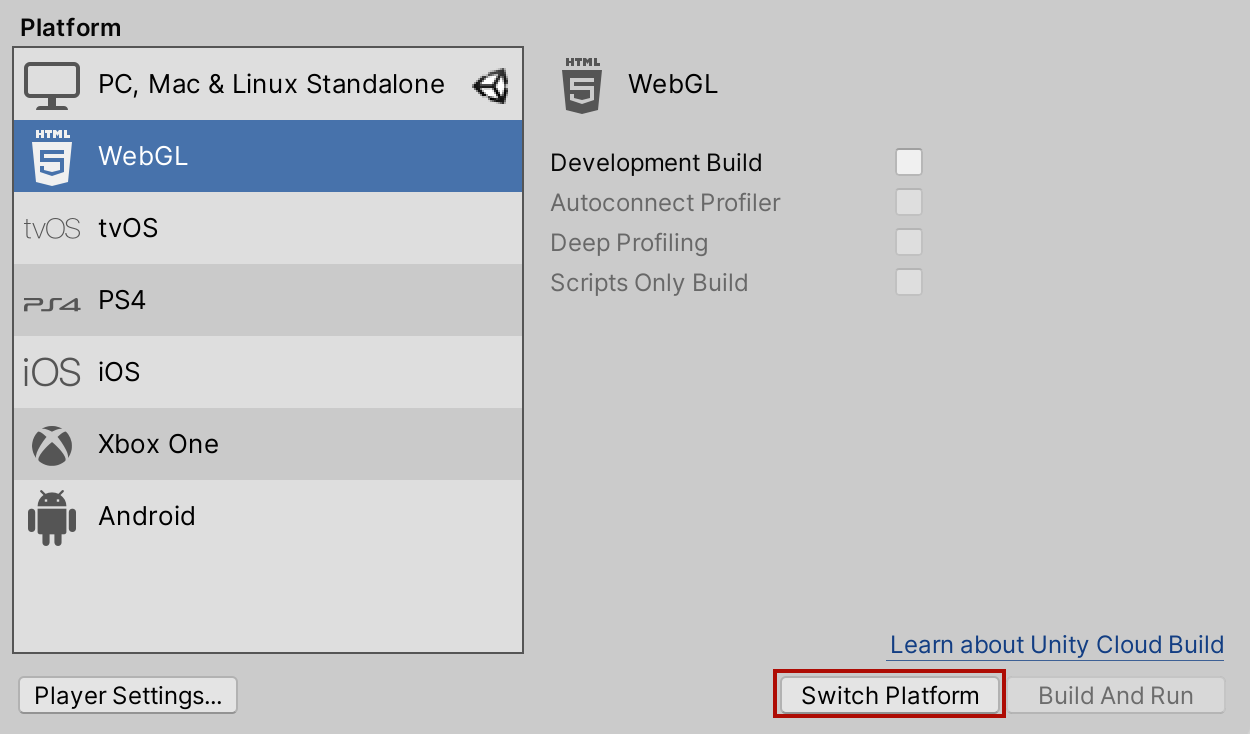 Platform
PC, Mac & Linux Standalone
HTML
5
WebGL
tvOS tvOS
PS4 PS4
iOS iOS
Xbox One
Android
HTML
5
WebGL
Development Build
Autoconnect Profiler
Deep Profiling
Scripts Only Build
Learn about Unity Cloud Build
Player Settings...
Switch Platform
Build And Run